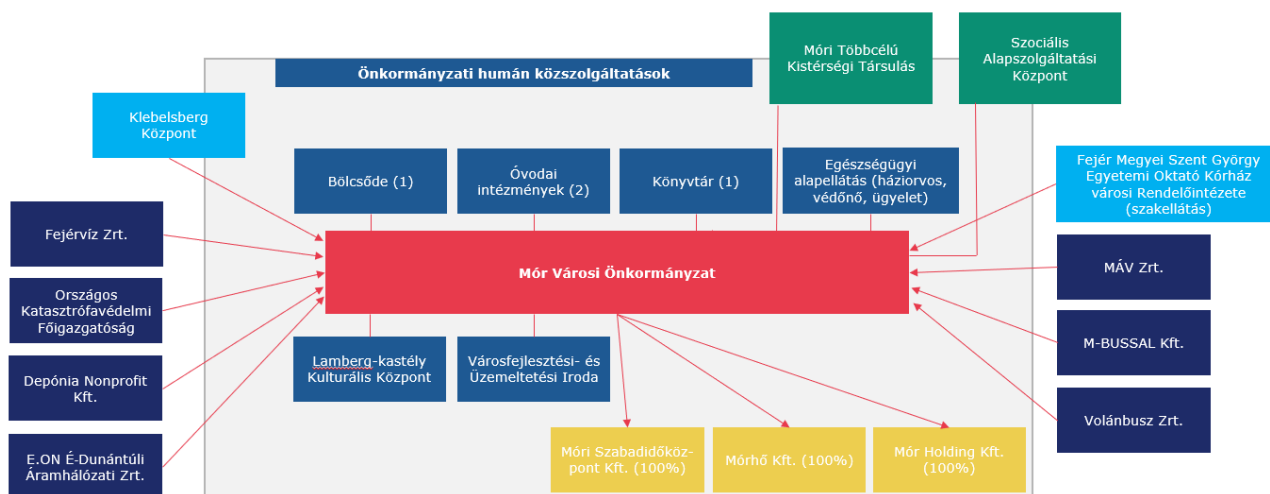 Önkormányzati humán közszolgáltatások
Móri Többcélú
Kistérségi Társulás
Szociális
Alapszolgáltatási
Központ
Klebelsberg
Központ
Bölcsőde (1)
Óvodai
intézmények (2)
Könyvtár (1)
Egészségügyi
alapellátás (háziorvos,
védőnő, ügyelet)
Fejér Megyei Szent György
Egyetemi Oktató Kórház
városi Rendelőintézete
(szakellátás)
Fejérvíz Zrt.
Országos
Katasztrófavédelmi
Főigazgatóság
Depónia Nonprofit
Kft.
E.ON É-Dunántúli
Áramhálózati Zrt.
Mór Városi Önkormányzat
MÁV Zrt.
M-BUSSAL Kft.
Volánbusz Zrt.
Lamberg-kastély
Kulturális Központ
Városfejlesztési- és
Üzemeltetési Iroda
Móri Szabadidőköz-
pont Kft. (100%)
Mórhő Kft. (100%)
Mór Holding Kft.
(100%)